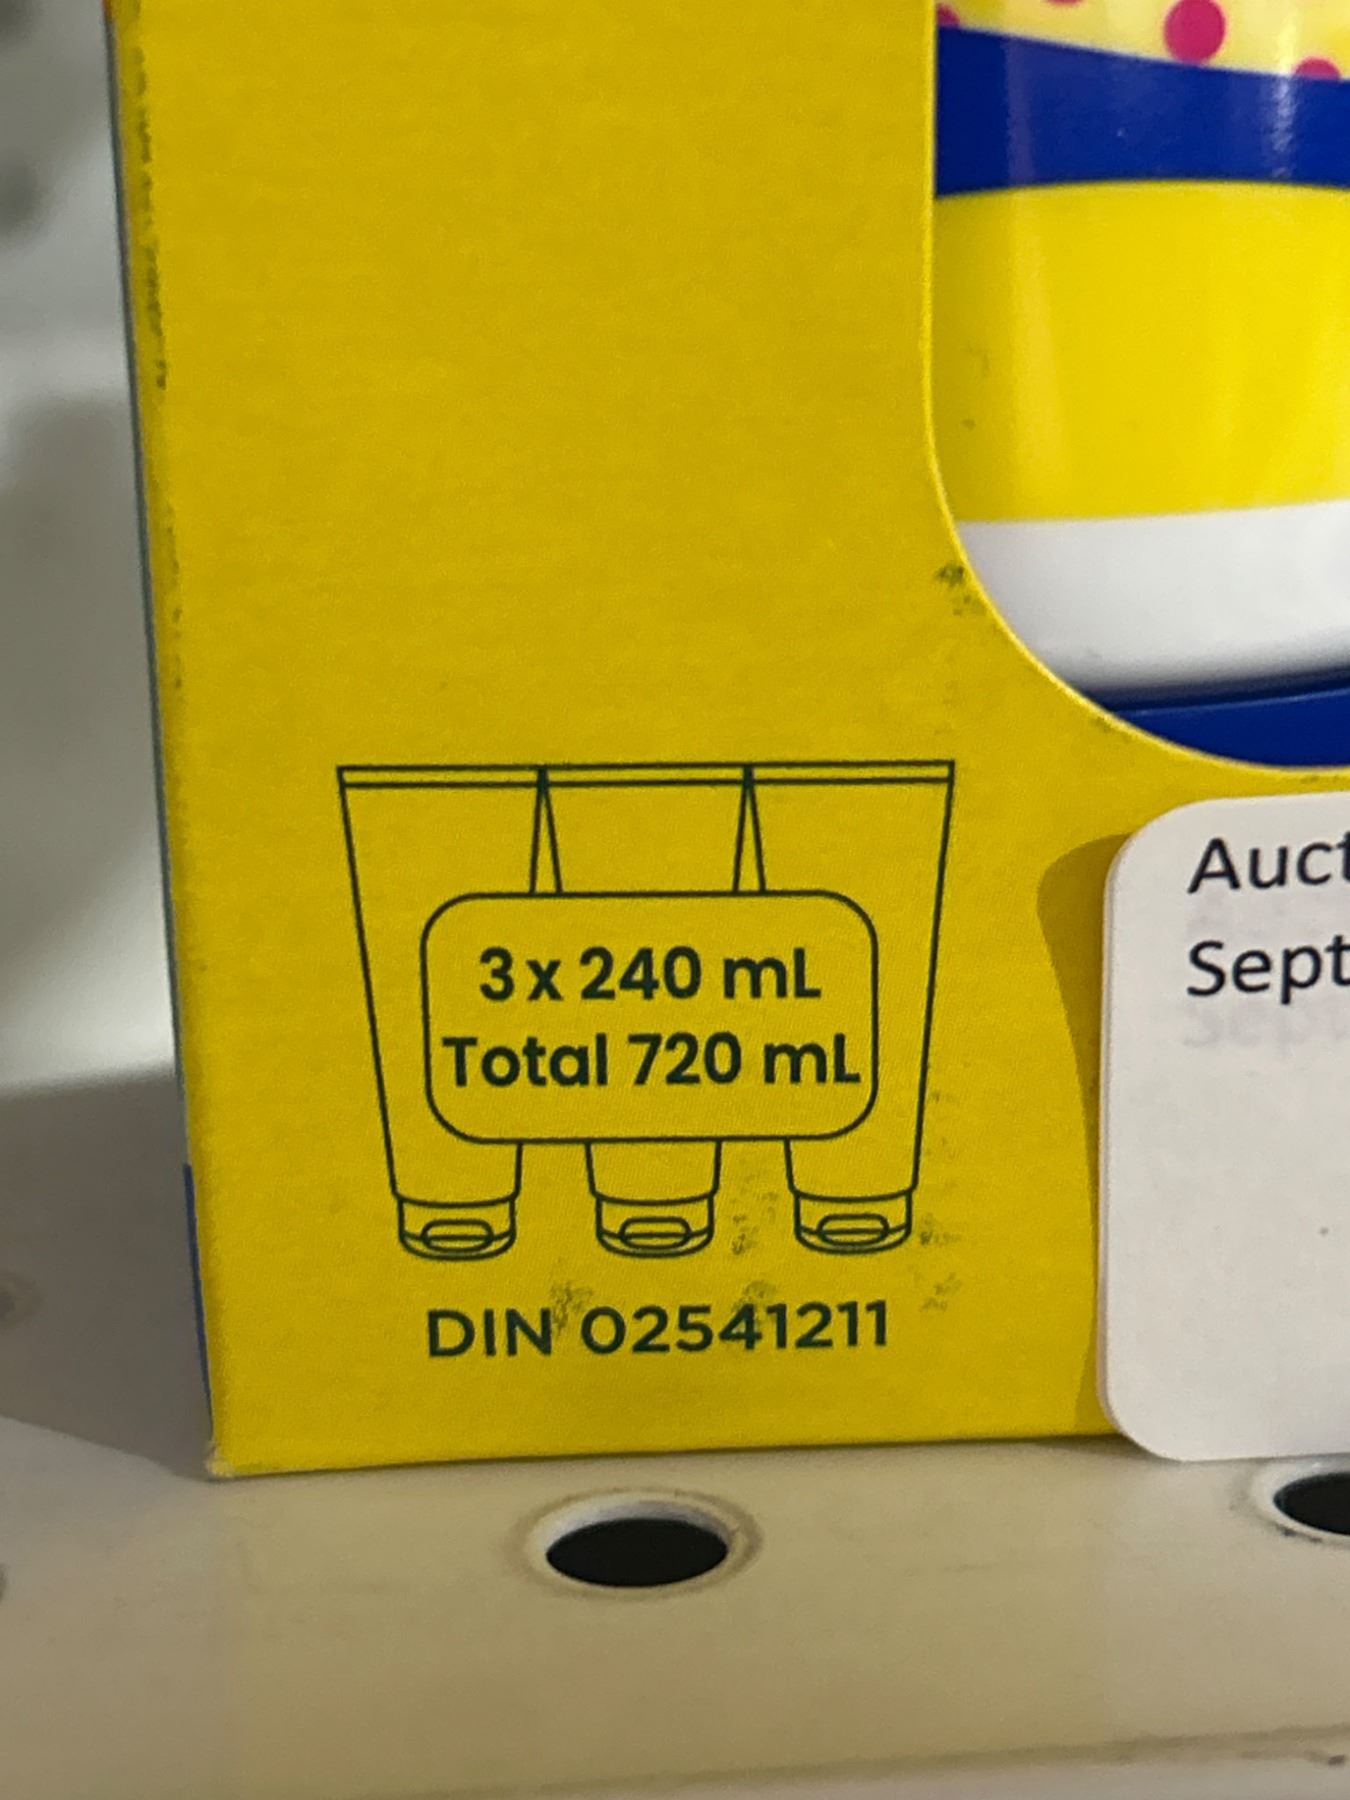 3 x 240 mL
Total 720 mL
DIN 02541211
Auct
Sept